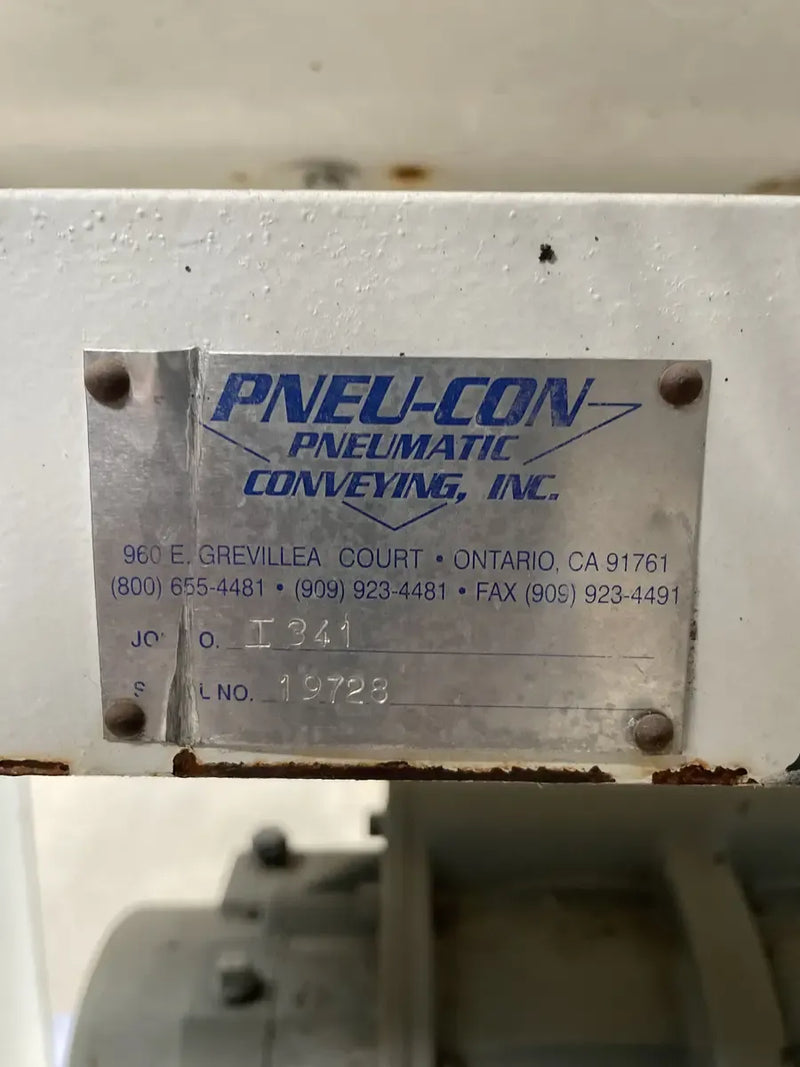 PNEU-CON
PNEUMATIC
CONVEYING, INC.
960 E. GREVILLEA COURT • ONTARIO, CA 91761
(800) 655-4481 • (909) 923-4481 • FAX (909) 923-4491
I 341
NO. 19728